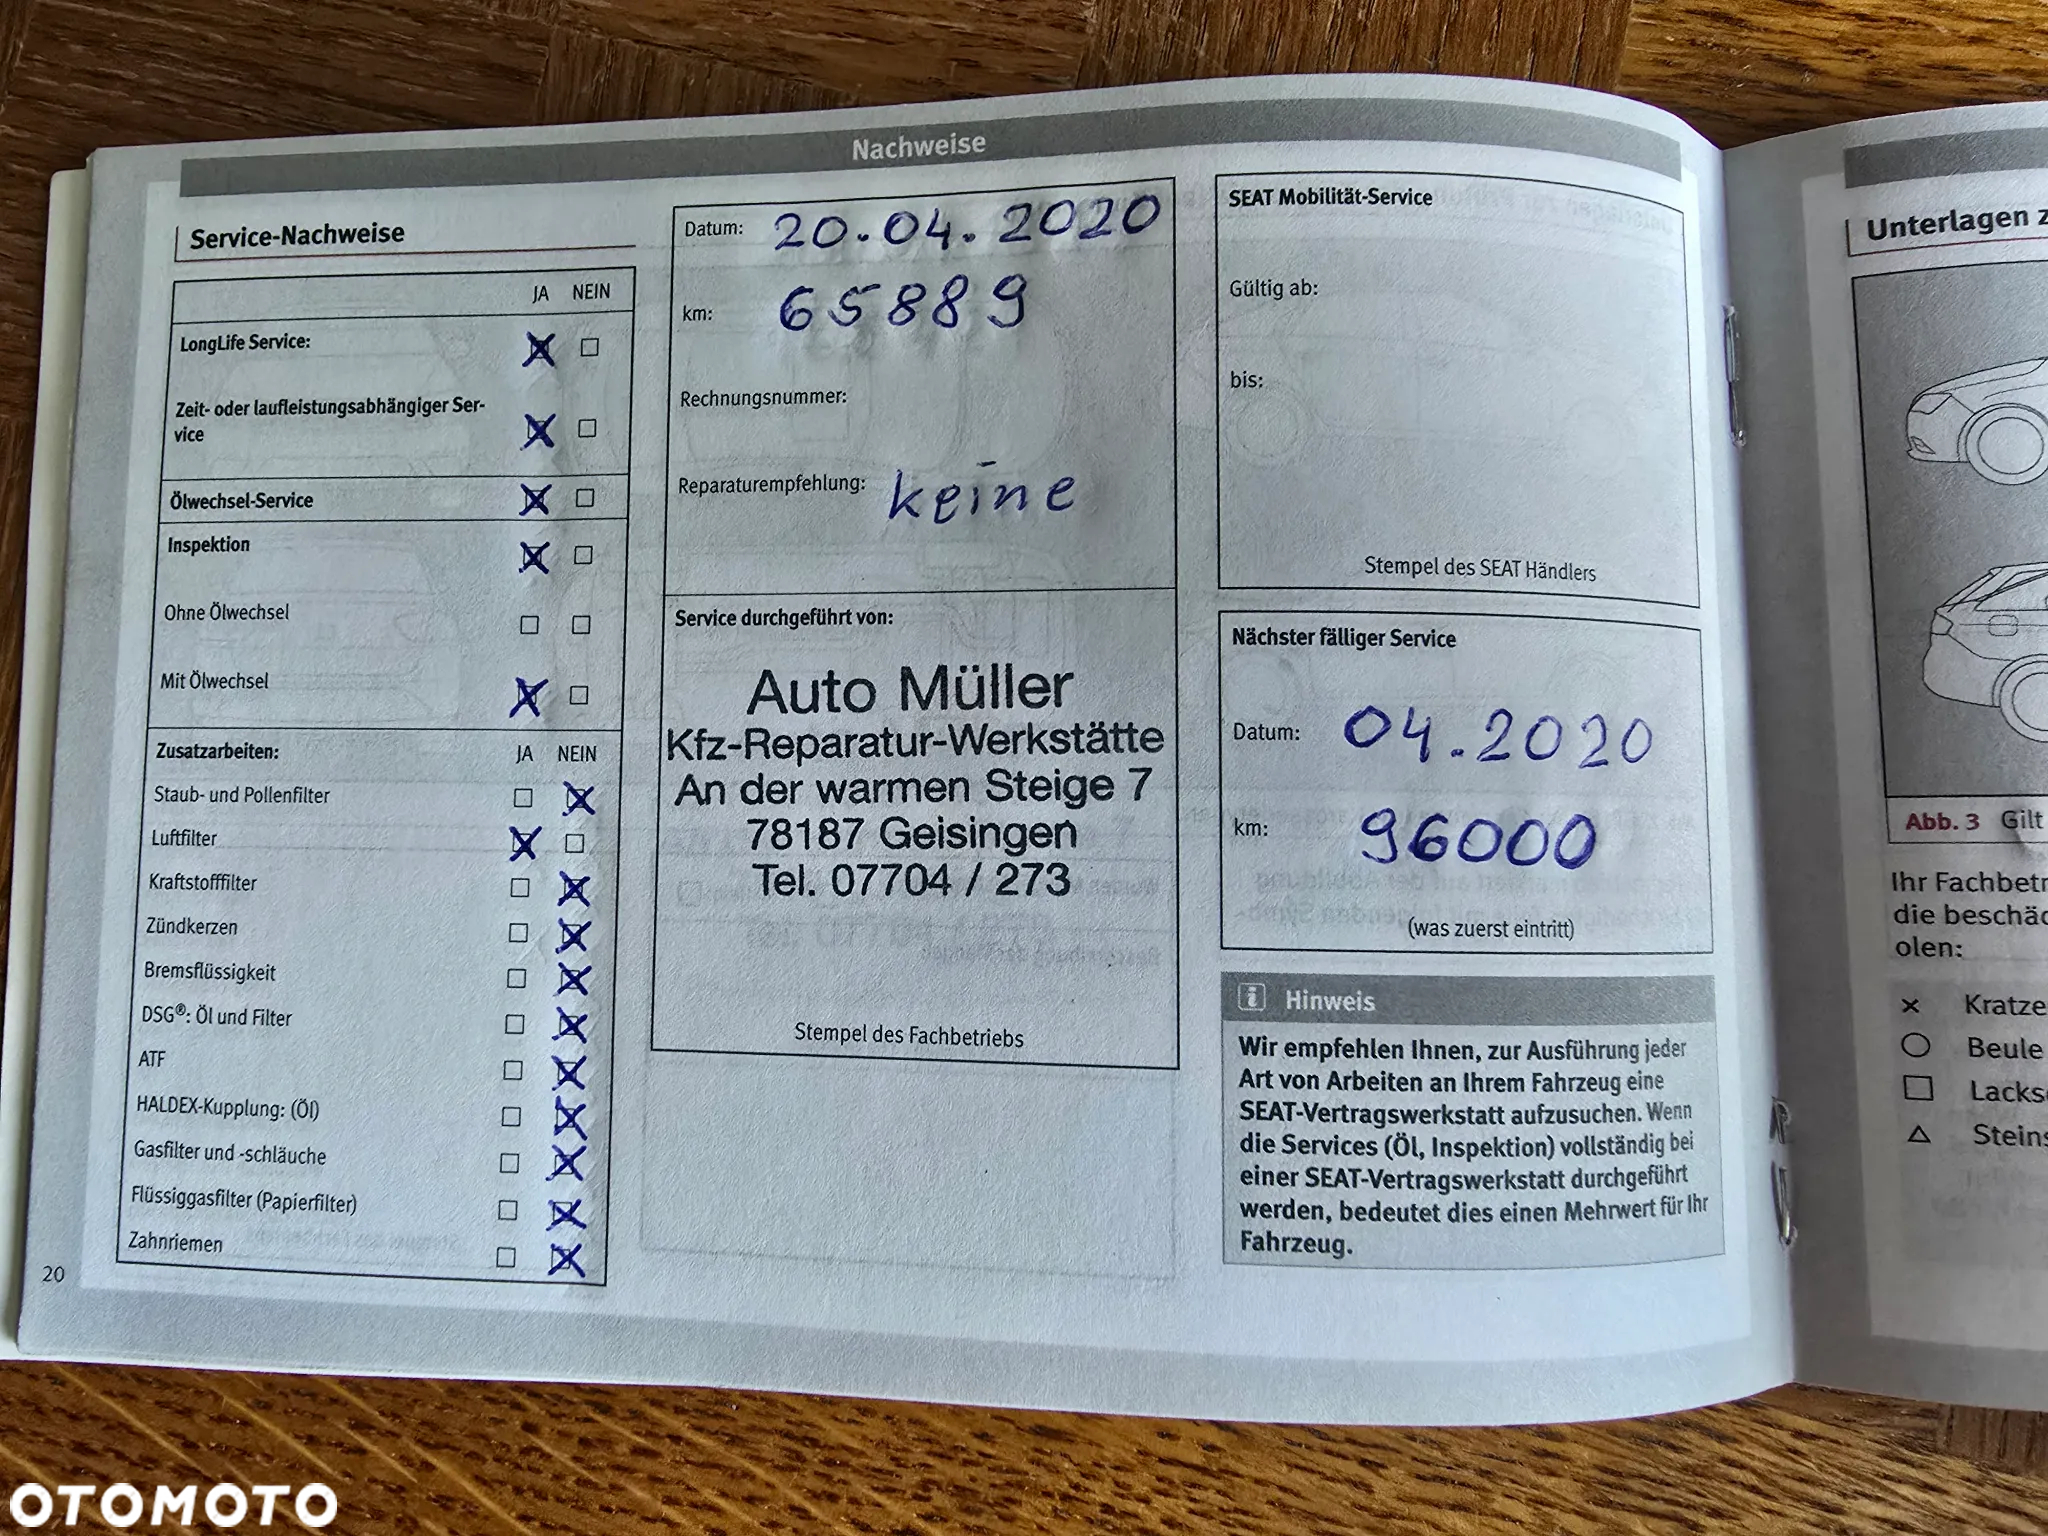 Nachweise
Service-Nachweise
JA NEIN
LongLife Service:
Zeit- oder laufleistungsabhängiger Ser-
vice
Ölwechsel-Service
Inspektion
Ohne Ölwechsel
Mit Ölwechsel
Zusatzarbeiten: JA NEIN
Staub- und Pollenfilter
Luftfilter
Kraftstofffilter
Zündkerzen
Bremsflüssigkeit
DSG®: Öl und Filter
ATF
HALDEX-Kupplung: (Öl)
Gasfilter und -schläuche
Flüssiggasfilter (Papierfilter)
Zahnriemen
20
Datum: 20.04.2020
km: 65889
Rechnungsnummer:
Reparaturempfehlung: keine
Service durchgeführt von:
Auto Müller
Kfz-Reparatur-Werkstätte
An der warmen Steige 7
78187 Geisingen
Tel. 07704 / 273
Stempel des Fachbetriebs
SEAT Mobilität-Service
Gültig ab:
bis:
Stempel des SEAT Händlers
Nächster fälliger Service
Datum: 04.2020
km: 96000
(was zuerst eintritt)
i Hinweis
Wir empfehlen Ihnen, zur Ausführung jeder
Art von Arbeiten an Ihrem Fahrzeug eine
SEAT-Vertragswerkstatt aufzusuchen. Wenn
die Services (Öl, Inspektion) vollständig bei
einer SEAT-Vertragswerkstatt durchgeführt
werden, bedeutet dies einen Mehrwert für Ihr
Fahrzeug.
Unterlagen z
Abb. 3 Gilt
Ihr Fachbetr
die beschäd
olen:
Kratze
Beule
Lacks
Steins
OTOMOTO